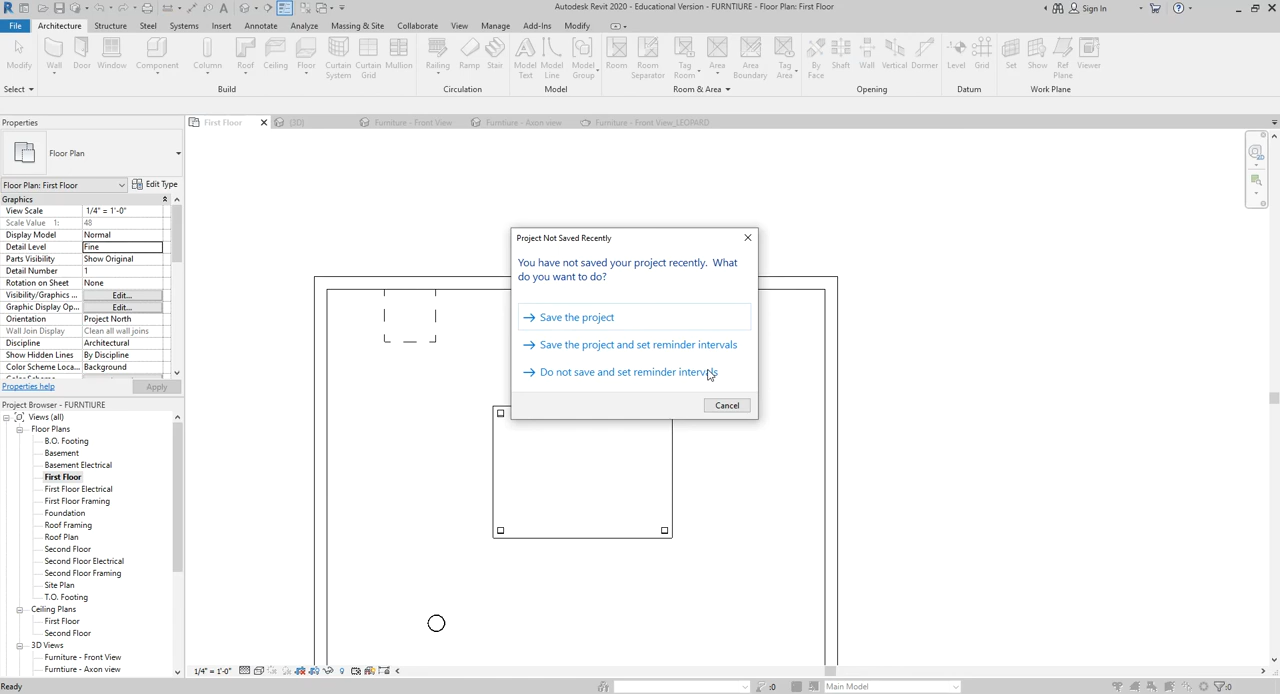 Autodesk Revit 2020 - Educational Version - FURNTIURE - Floor Plan: First Floor
Sign In
File Architecture Structure Steel Systems Insert Annotate Analyze Massing & Site Collaborate View Manage Add-Ins Modify
Modify Wall Door Window Component Column Roof Ceiling Floor Curtain System Curtain Grid Mullion Railing Ramp Stair Model Text Model Line Model Group Room Room Separator Tag Room Area Area Boundary Tag Area By Face Shaft Wall Vertical Dormer Level Grid Set Show Ref Plane Viewer
Select Build Circulation Model Room & Area Opening Datum Work Plane
Properties
First Floor
{3D}
Furniture - Front View
Furntiure - Axon view
Furniture - Front View_LEOPARD
Floor Plan
Floor Plan: First Floor Edit Type
Graphics
View Scale 1/4" = 1'-0"
Scale Value 1: 48
Display Model Normal
Detail Level Fine
Parts Visibility Show Original
Detail Number 1
Rotation on Sheet None
Visibility/Graphics ... Edit...
Graphic Display Op... Edit...
Orientation Project North
Wall Join Display Clean all wall joins
Discipline Architectural
Show Hidden Lines By Discipline
Color Scheme Loca... Background
Properties help Apply
Project Browser - FURNTIURE
Views (all)
Floor Plans
B.O. Footing
Basement
Basement Electrical
First Floor
First Floor Electrical
First Floor Framing
Foundation
Roof Framing
Roof Plan
Second Floor
Second Floor Electrical
Second Floor Framing
Site Plan
T.O. Footing
Ceiling Plans
First Floor
Second Floor
3D Views
Furniture - Front View
Furntiure - Axon view
Project Not Saved Recently
You have not saved your project recently. What
do you want to do?
Save the project
Save the project and set reminder intervals
Do not save and set reminder intervals
Cancel
1/4" = 1'-0"
Ready
:0
Main Model
:0